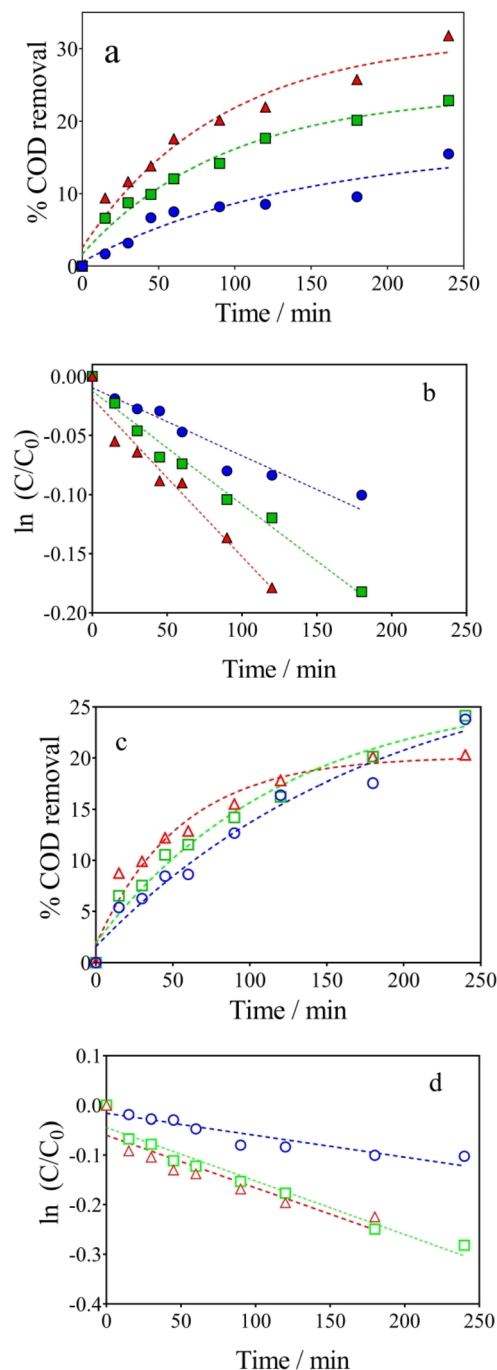 a
30
20
10
0
% COD removal
0 50 100 150 200 250
Time / min
b
0.00
-0.05
-0.10
-0.15
-0.20
ln (C/C₀)
0 50 100 150 200 250
Time / min
c
25
20
15
10
5
0
% COD removal
0 50 100 150 200 250
Time / min
d
0.1
0.0
-0.1
-0.2
-0.3
-0.4
ln (C/C₀)
0 50 100 150 200 250
Time / min